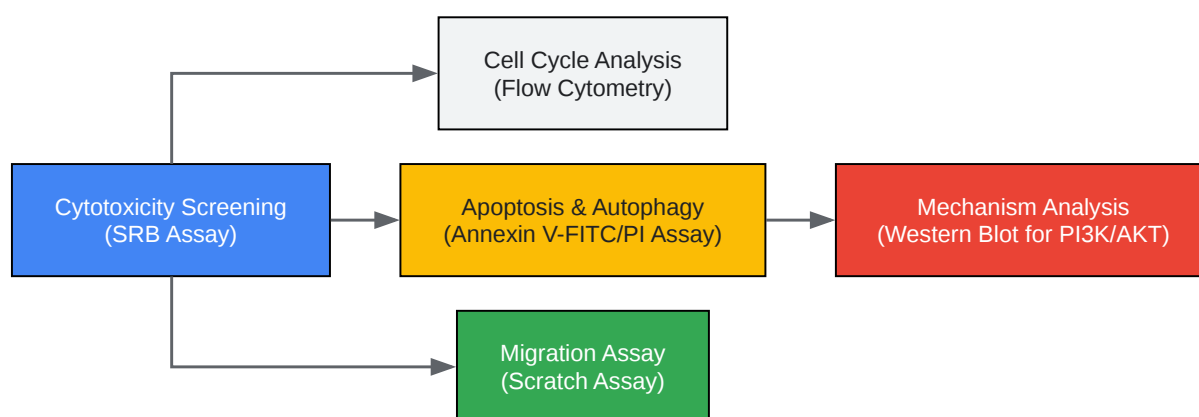 Cell Cycle Analysis
(Flow Cytometry)
Cytotoxicity Screening
(SRB Assay)
Apoptosis & Autophagy
(Annexin V-FITC/PI Assay)
Mechanism Analysis
(Western Blot for PI3K/AKT)
Migration Assay
(Scratch Assay)